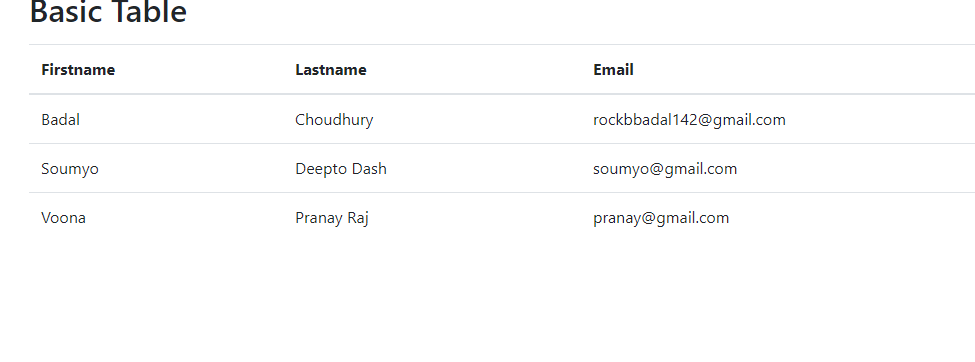 Basic Table
Firstname Lastname Email
Badal Choudhury rockbbadal142@gmail.com
Soumyo Deepto Dash soumyo@gmail.com
Voona Pranay Raj pranay@gmail.com